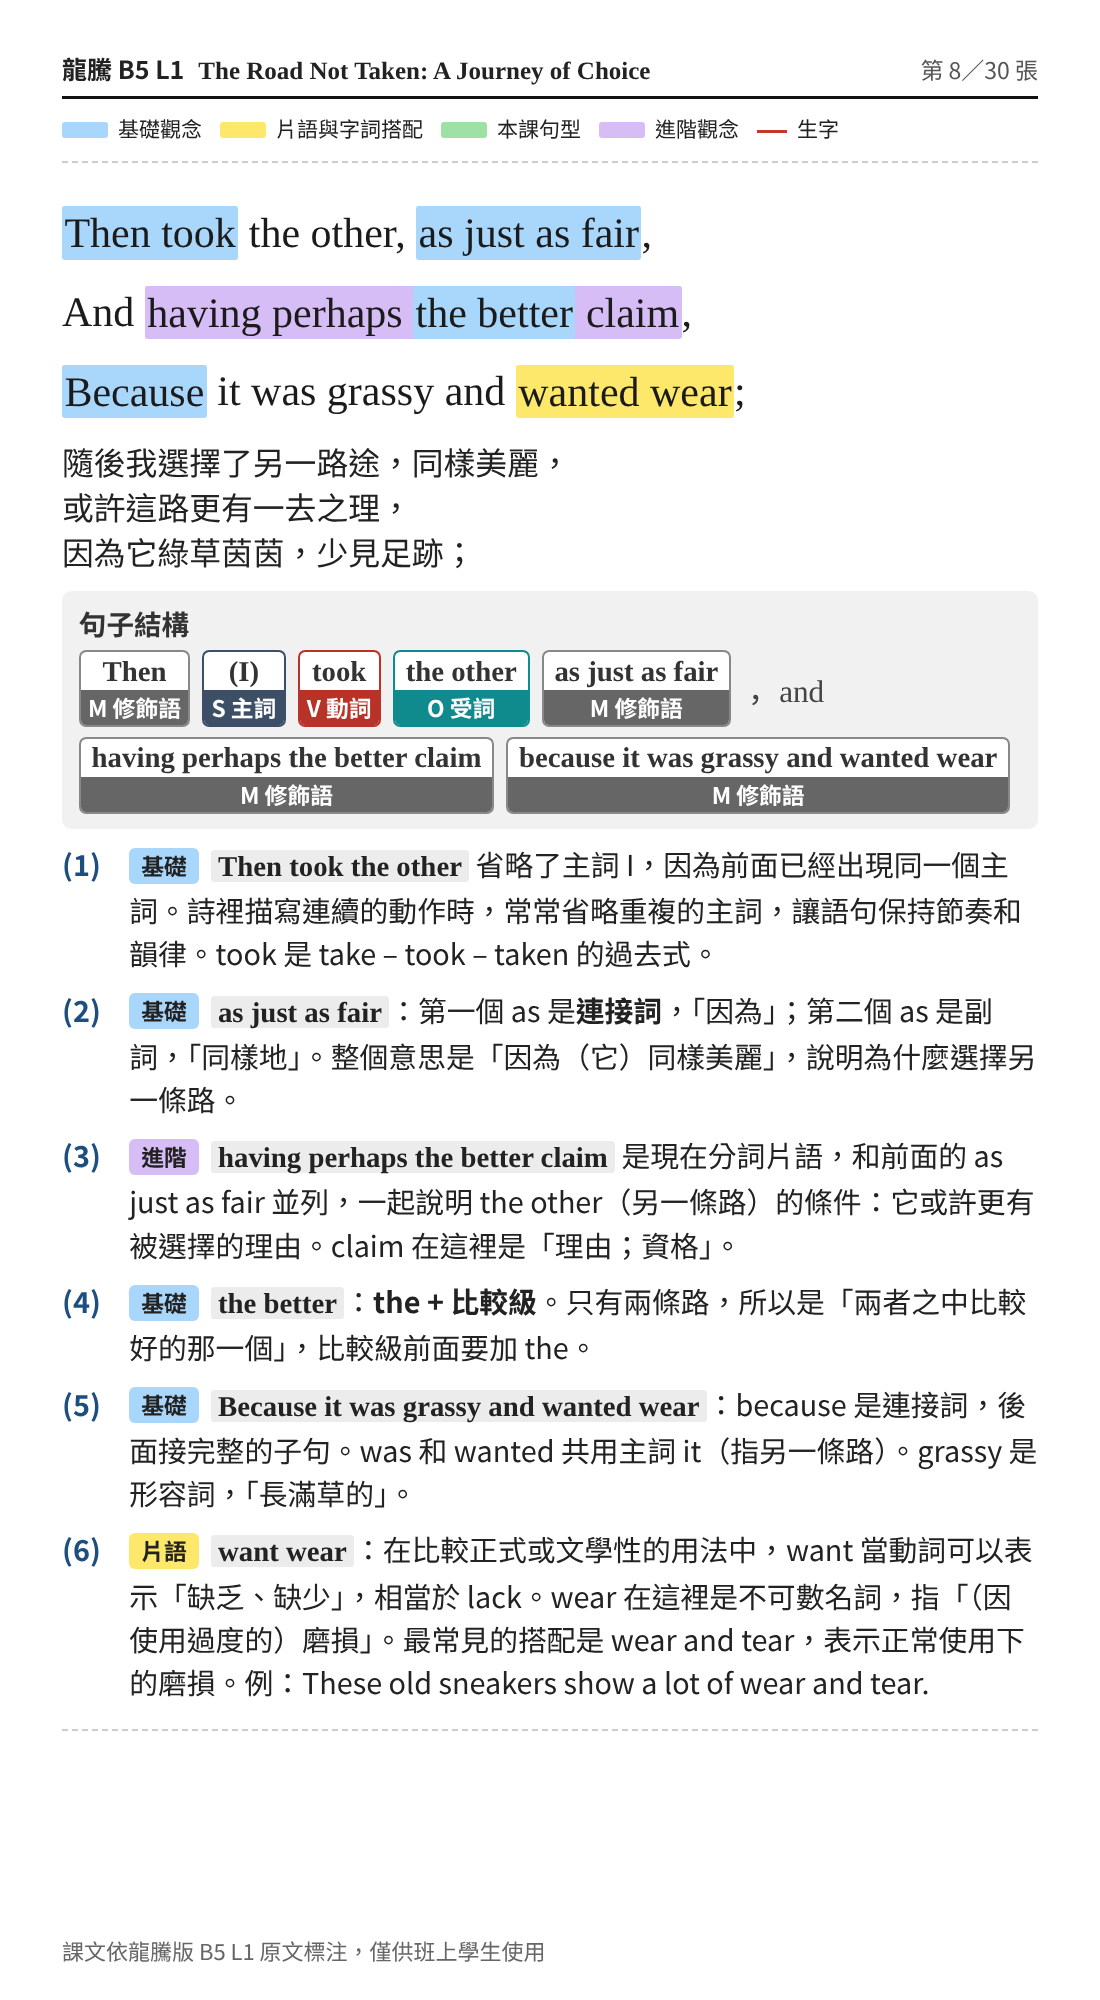 龍騰 B5 L1 The Road Not Taken: A Journey of Choice 第 8／30 張
基礎觀念 片語與字詞搭配 本課句型 進階觀念 生字
Then took the other, as just as fair,
And having perhaps the better claim,
Because it was grassy and wanted wear;
隨後我選擇了另一路途，同樣美麗，
或許這路更有一去之理，
因為它綠草茵茵，少見足跡；
句子結構
Then (I) took the other as just as fair , and
M 修飾語 S 主詞 V 動詞 O 受詞 M 修飾語
having perhaps the better claim because it was grassy and wanted wear
M 修飾語 M 修飾語
(1) 基礎 Then took the other 省略了主詞 I，因為前面已經出現同一個主
詞。詩裡描寫連續的動作時，常常省略重複的主詞，讓語句保持節奏和
韻律。took 是 take – took – taken 的過去式。
(2) 基礎 as just as fair：第一個 as 是連接詞，「因為」；第二個 as 是副
詞，「同樣地」。整個意思是「因為（它）同樣美麗」，說明為什麼選擇另
一條路。
(3) 進階 having perhaps the better claim 是現在分詞片語，和前面的 as
just as fair 並列，一起說明 the other（另一條路）的條件：它或許更有
被選擇的理由。claim 在這裡是「理由；資格」。
(4) 基礎 the better：the + 比較級。只有兩條路，所以是「兩者之中比較
好的那一個」，比較級前面要加 the。
(5) 基礎 Because it was grassy and wanted wear：because 是連接詞，後
面接完整的子句。was 和 wanted 共用主詞 it（指另一條路）。grassy 是
形容詞，「長滿草的」。
(6) 片語 want wear：在比較正式或文學性的用法中，want 當動詞可以表
示「缺乏、缺少」，相當於 lack。wear 在這裡是不可數名詞，指「（因
使用過度的）磨損」。最常見的搭配是 wear and tear，表示正常使用下
的磨損。例：These old sneakers show a lot of wear and tear.
課文依龍騰版 B5 L1 原文標注，僅供班上學生使用